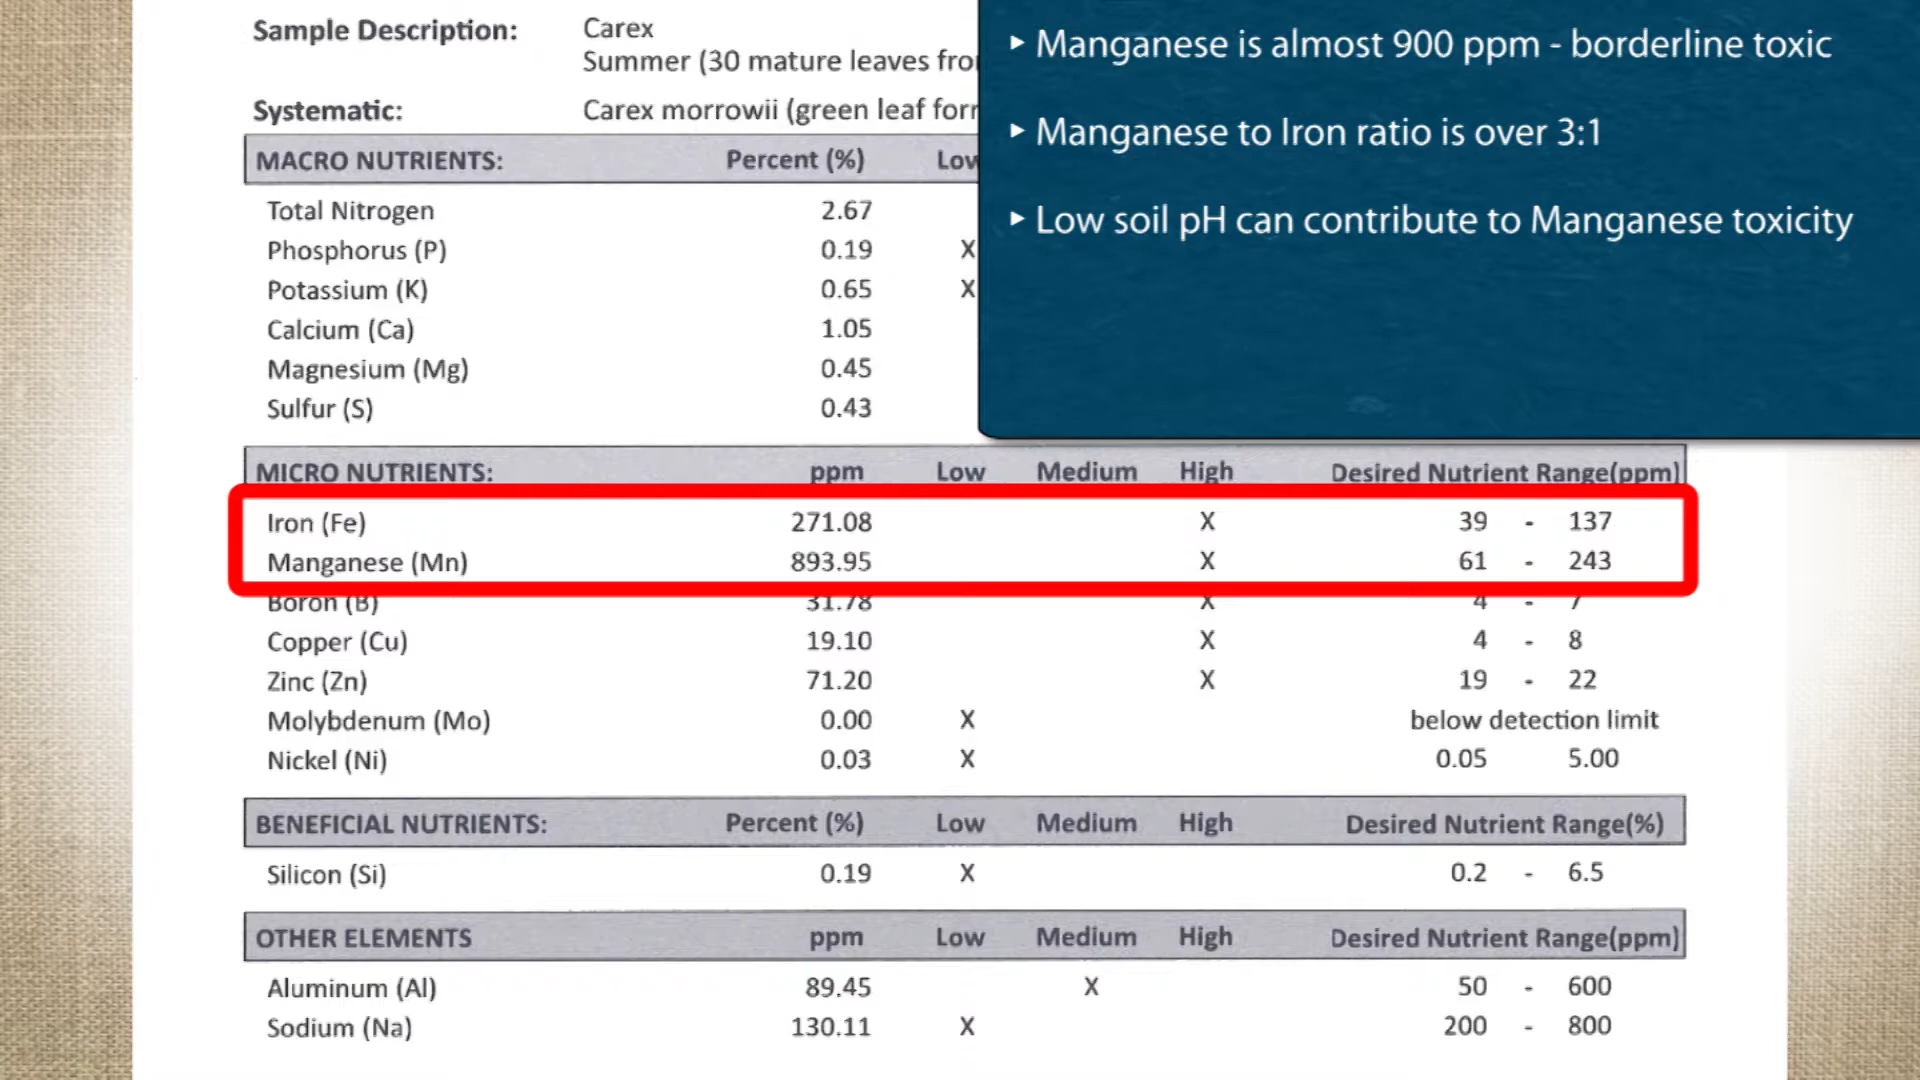 Sample Description: Carex
Summer (30 mature leaves
Systematic: Carex morrowii (green leaf
MACRO NUTRIENTS: Percent (%) Low
Total Nitrogen 2.67
Phosphorus (P) 0.19 X
Potassium (K) 0.65 X
Calcium (Ca) 1.05
Magnesium (Mg) 0.45
Sulfur (S) 0.43
▸ Manganese is almost 900 ppm - borderline toxic
▸ Manganese to Iron ratio is over 3:1
▸ Low soil pH can contribute to Manganese toxicity
MICRO NUTRIENTS: ppm Low Medium High Desired Nutrient Range(ppm)
Iron (Fe) 271.08 X 39 - 137
Manganese (Mn) 893.95 X 61 - 243
Boron (B) 31.78 X 4 - 7
Copper (Cu) 19.10 X 4 - 8
Zinc (Zn) 71.20 X 19 - 22
Molybdenum (Mo) 0.00 X below detection limit
Nickel (Ni) 0.03 X 0.05 5.00
BENEFICIAL NUTRIENTS: Percent (%) Low Medium High Desired Nutrient Range(%)
Silicon (Si) 0.19 X 0.2 - 6.5
OTHER ELEMENTS ppm Low Medium High Desired Nutrient Range(ppm)
Aluminum (Al) 89.45 X 50 - 600
Sodium (Na) 130.11 X 200 - 800